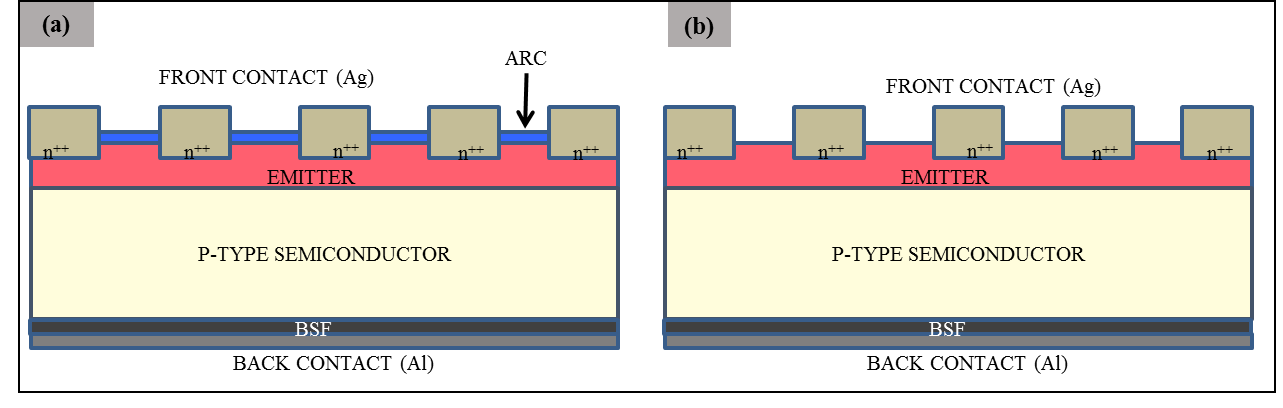 (a)
ARC
FRONT CONTACT (Ag)
n++ n++ n++ n++ n++
EMITTER
P-TYPE SEMICONDUCTOR
BSF
BACK CONTACT (Al)
(b)
FRONT CONTACT (Ag)
n++ n++ n++ n++ n++
EMITTER
P-TYPE SEMICONDUCTOR
BSF
BACK CONTACT (Al)